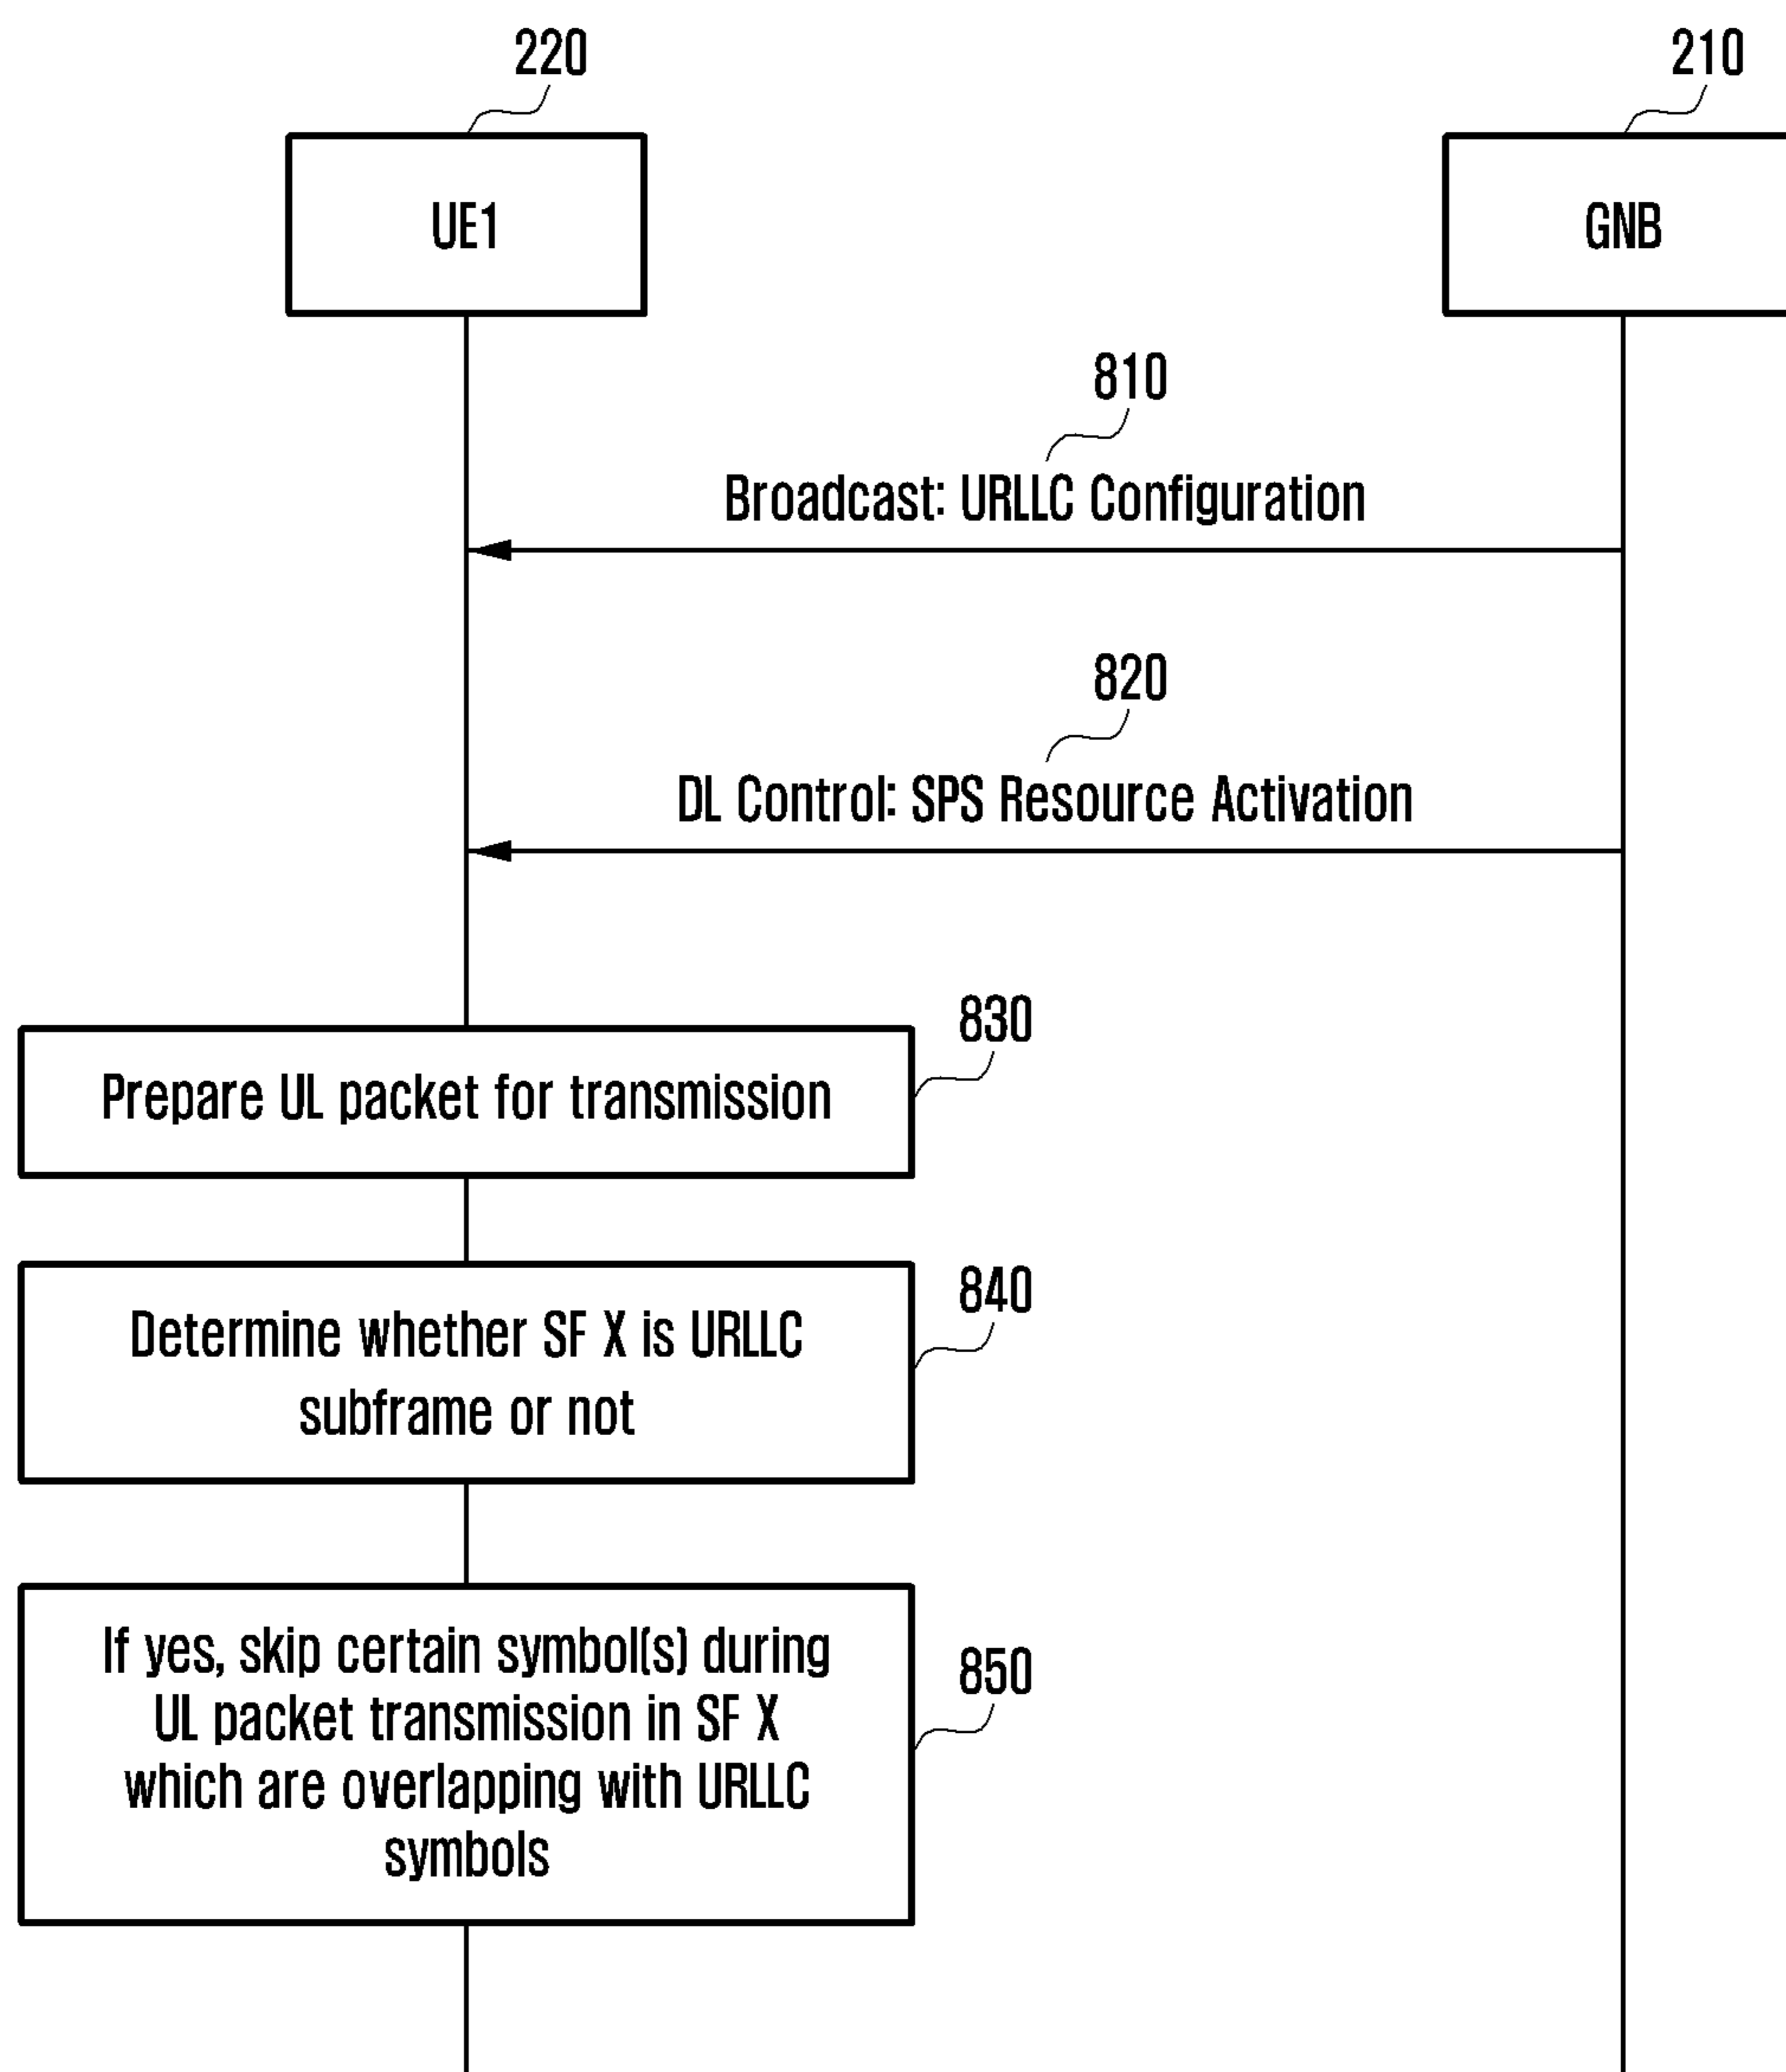 220
210
UE1
GNB
810
Broadcast: URLLC Configuration
820
DL Control: SPS Resource Activation
830
Prepare UL packet for transmission
840
Determine whether SF X is URLLC
subframe or not
If yes, skip certain symbol(s) during
850
UL packet transmission in SF X
which are overlapping with URLLC
symbols